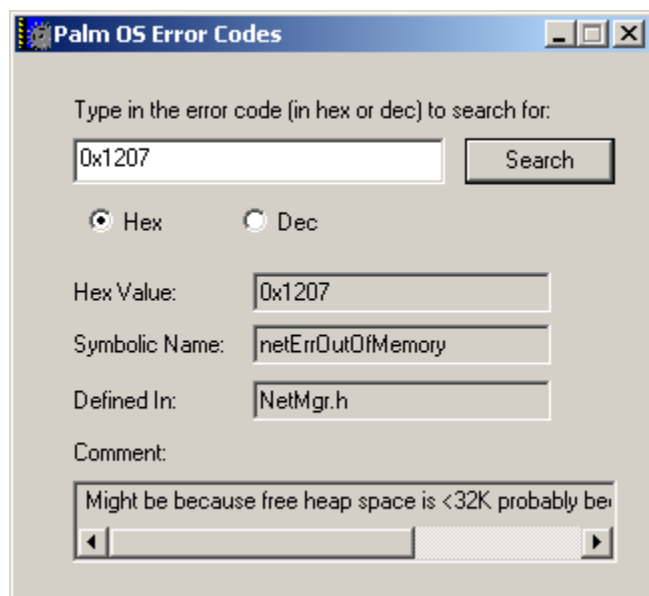 Palm OS Error Codes
Type in the error code (in hex or dec) to search for:
0x1207 Search
Hex Dec
Hex Value: 0x1207
Symbolic Name: netErrOutOfMemory
Defined In: NetMgr.h
Comment:
Might be because free heap space is <32K probably